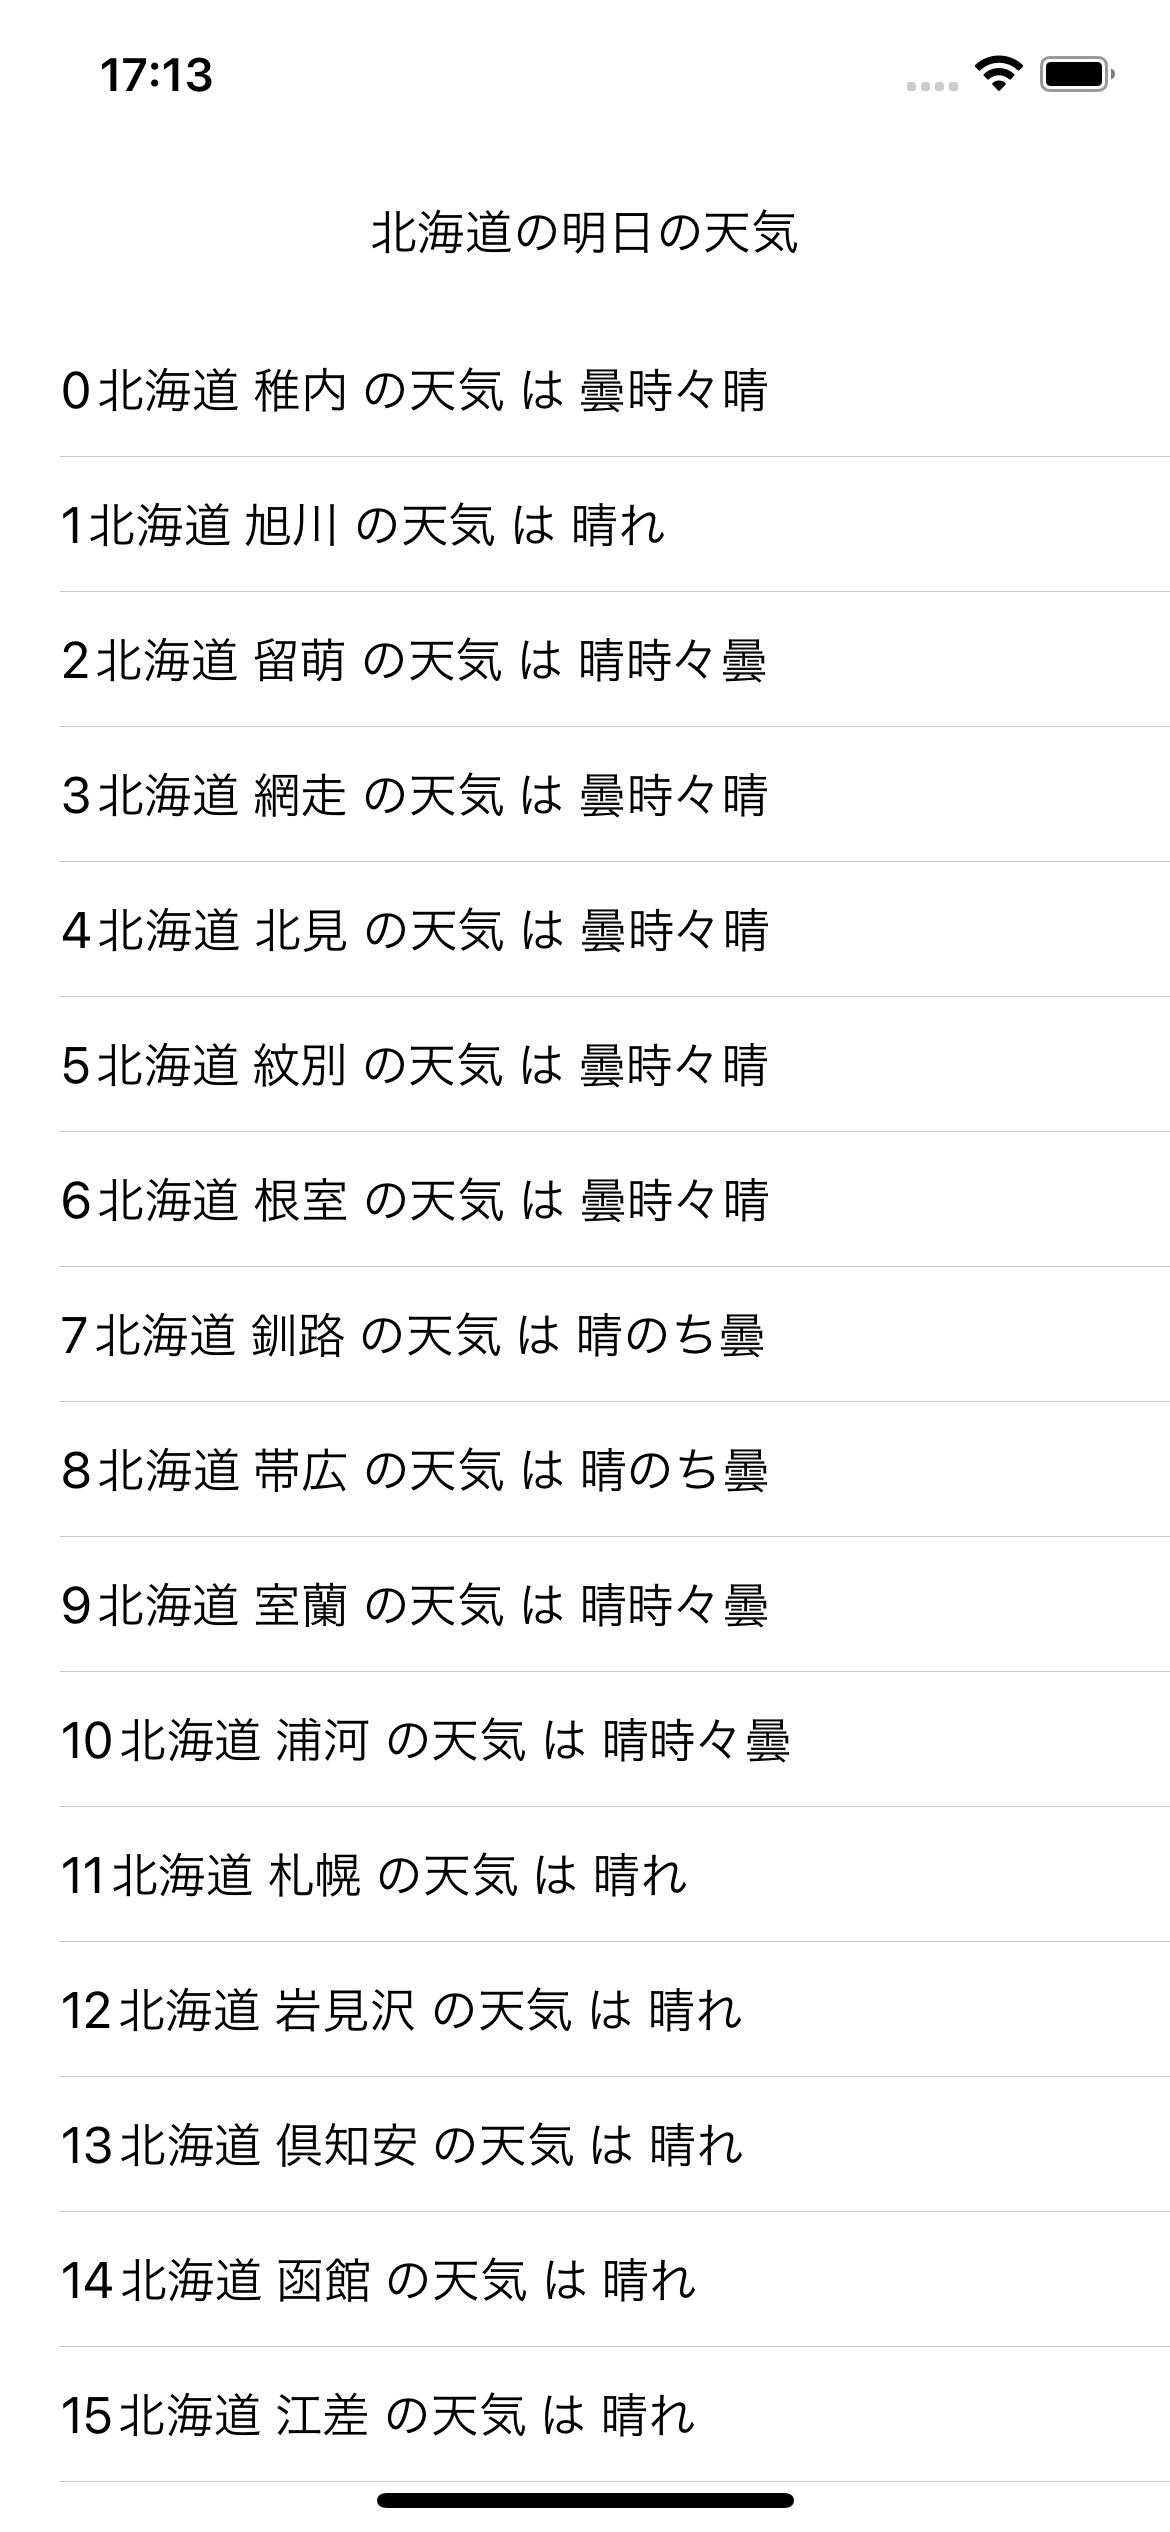 17:13
北海道の明日の天気
0北海道 稚内 の天気 は 曇時々晴
1北海道 旭川 の天気 は 晴れ
2北海道 留萌 の天気 は 晴時々曇
3北海道 網走 の天気 は 曇時々晴
4北海道 北見 の天気 は 曇時々晴
5北海道 紋別 の天気 は 曇時々晴
6北海道 根室 の天気 は 曇時々晴
7北海道 釧路 の天気 は 晴のち曇
8北海道 帯広 の天気 は 晴のち曇
9北海道 室蘭 の天気 は 晴時々曇
10北海道 浦河 の天気 は 晴時々曇
11北海道 札幌 の天気 は 晴れ
12北海道 岩見沢 の天気 は 晴れ
13北海道 倶知安 の天気 は 晴れ
14北海道 函館 の天気 は 晴れ
15北海道 江差 の天気 は 晴れ